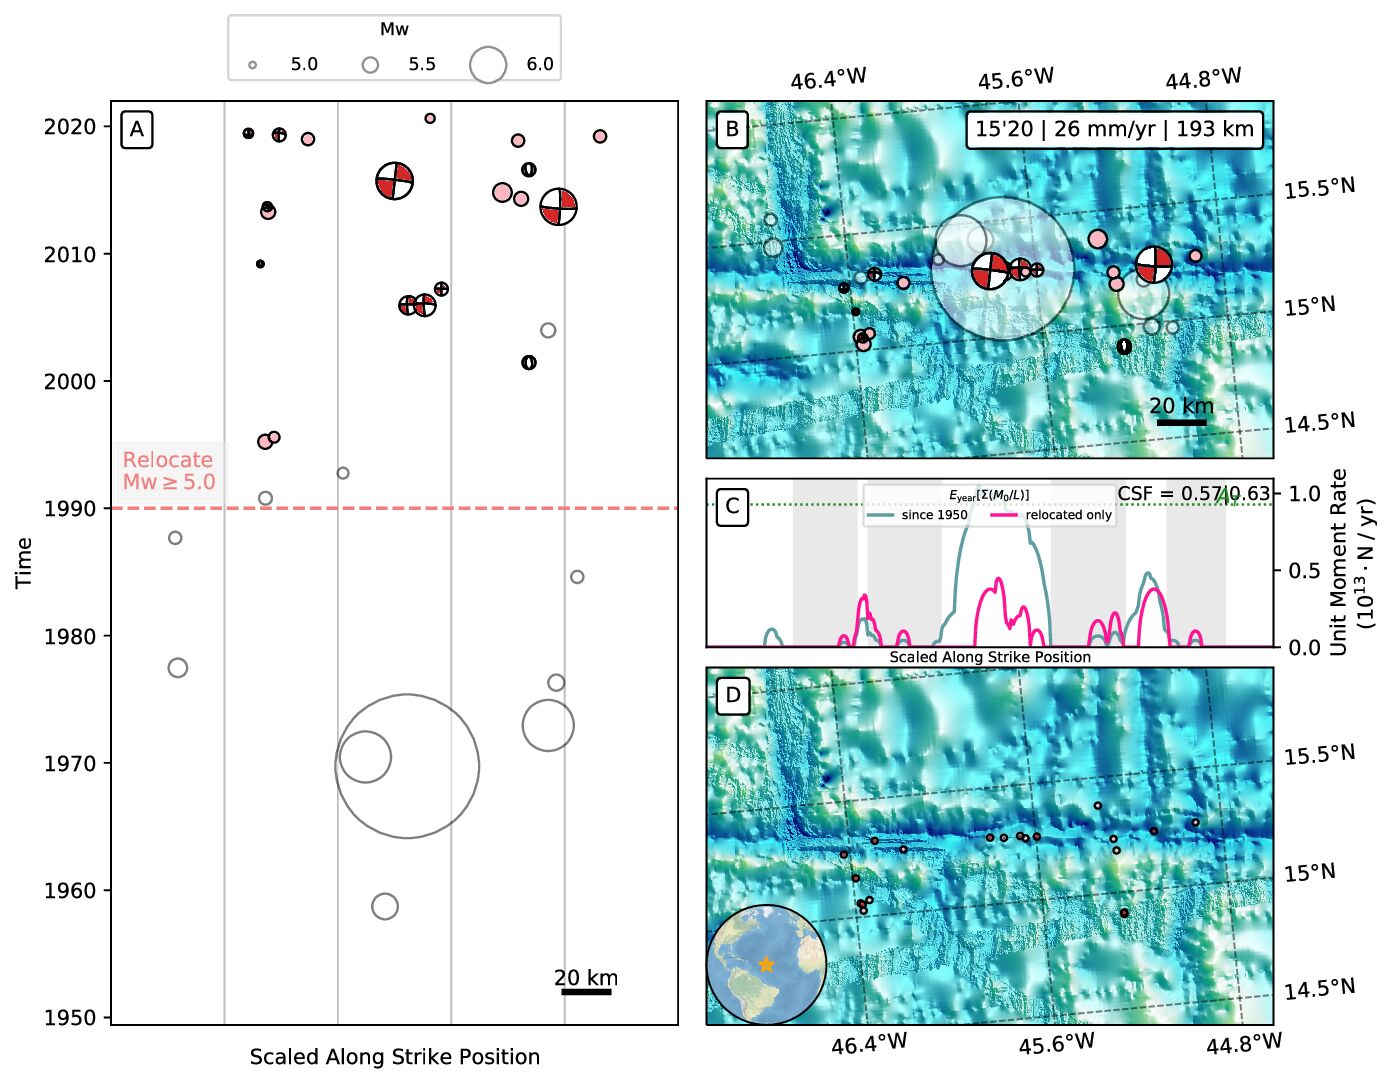 Mw
5.0 5.5 6.0
A
2020
2010
2000
1990
1980
1970
1960
1950
Time
Relocate
Mw ≥ 5.0
20 km
Scaled Along Strike Position
46.4°W 45.6°W 44.8°W
B
15'20 | 26 mm/yr | 193 km
15.5°N
15°N
14.5°N
20 km
C
E_year[Σ(M_0/L)]
since 1950 relocated only
CSF = 0.57/0.63
1.0
0.5
0.0
Unit Moment Rate
(10^13 · N / yr)
Scaled Along Strike Position
D
15.5°N
15°N
14.5°N
46.4°W 45.6°W 44.8°W